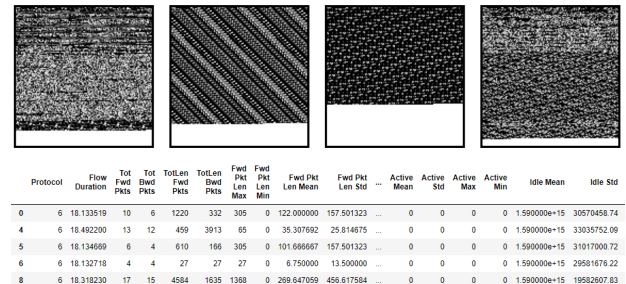 Protocol Flow Duration Tot Fwd Pkts Tot Bwd Pkts TotLen Fwd Pkts TotLen Bwd Pkts Fwd Pkt Len Max Fwd Pkt Len Min Fwd Pkt Len Mean Fwd Pkt Len Std ... Active Mean Active Std Active Max Active Min Idle Mean Idle Std
0 6 18.133519 10 6 1220 332 305 0 122.000000 157.501323 ... 0 0 0 0 1.590000e+15 30570458.74
4 6 18.492200 13 12 459 3913 65 0 35.307692 25.814675 ... 0 0 0 0 1.590000e+15 33035752.09
5 6 18.134669 6 4 610 166 305 0 101.666667 157.501323 ... 0 0 0 0 1.590000e+15 31017000.72
6 6 18.132718 4 4 27 27 27 0 6.750000 13.500000 ... 0 0 0 0 1.590000e+15 29581676.22
8 6 18.318230 17 15 4584 1635 1368 0 269.647059 456.617584 ... 0 0 0 0 1.590000e+15 19582607.83